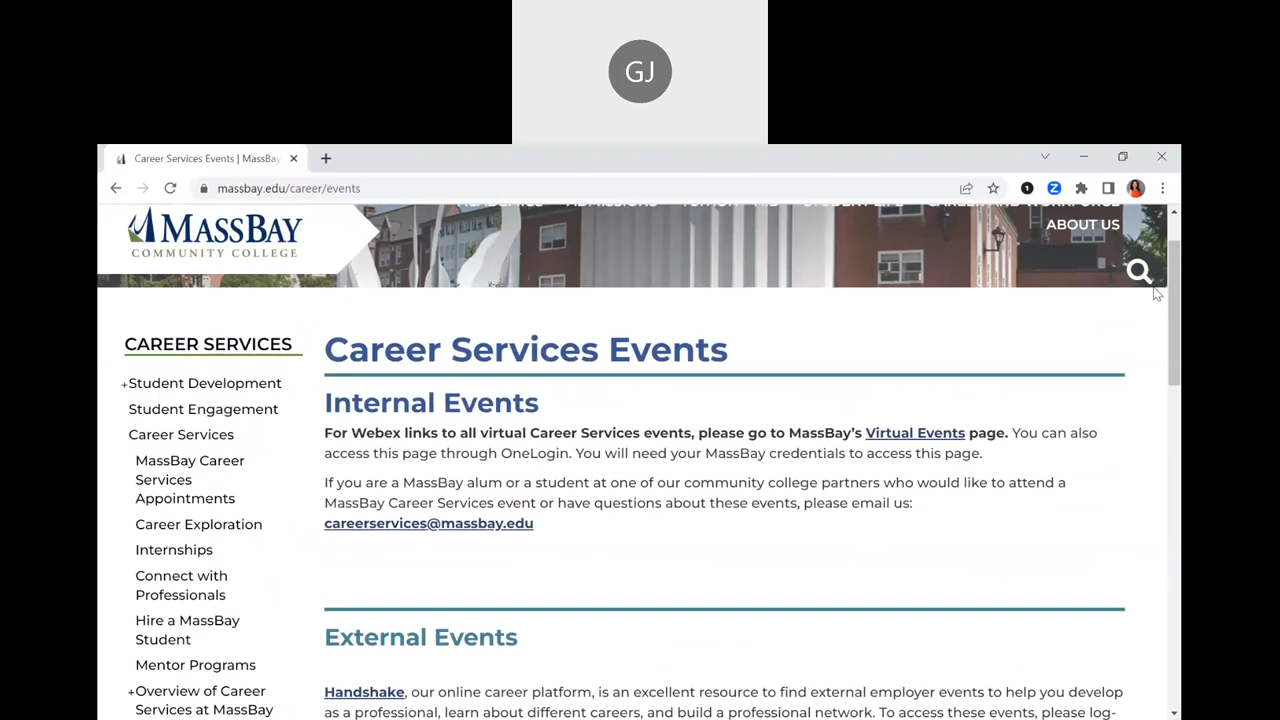 GJ
Career Services Events | MassBay
massbay.edu/career/events
MASSBAY
COMMUNITY COLLEGE
ABOUT US
CAREER SERVICES
+Student Development
Student Engagement
Career Services
MassBay Career
Services
Appointments
Career Exploration
Internships
Connect with
Professionals
Hire a MassBay
Student
Mentor Programs
+Overview of Career
Services at MassBay
Career Services Events
Internal Events
For Webex links to all virtual Career Services events, please go to MassBay's Virtual Events page. You can also
access this page through OneLogin. You will need your MassBay credentials to access this page.
If you are a MassBay alum or a student at one of our community college partners who would like to attend a
MassBay Career Services event or have questions about these events, please email us:
careerservices@massbay.edu
External Events
Handshake, our online career platform, is an excellent resource to find external employer events to help you develop
as a professional, learn about different careers, and build a professional network. To access these events, please log-